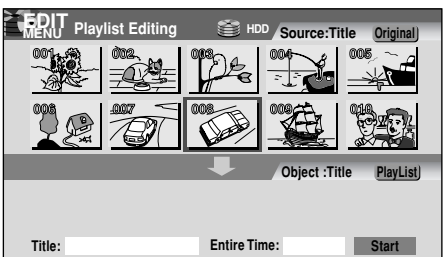 EDIT
MENU Playlist Editing HDD Source:Title Original
001 002 003 004 005
006 007 008 009 010
Object :Title PlayList
Title: Entire Time: Start